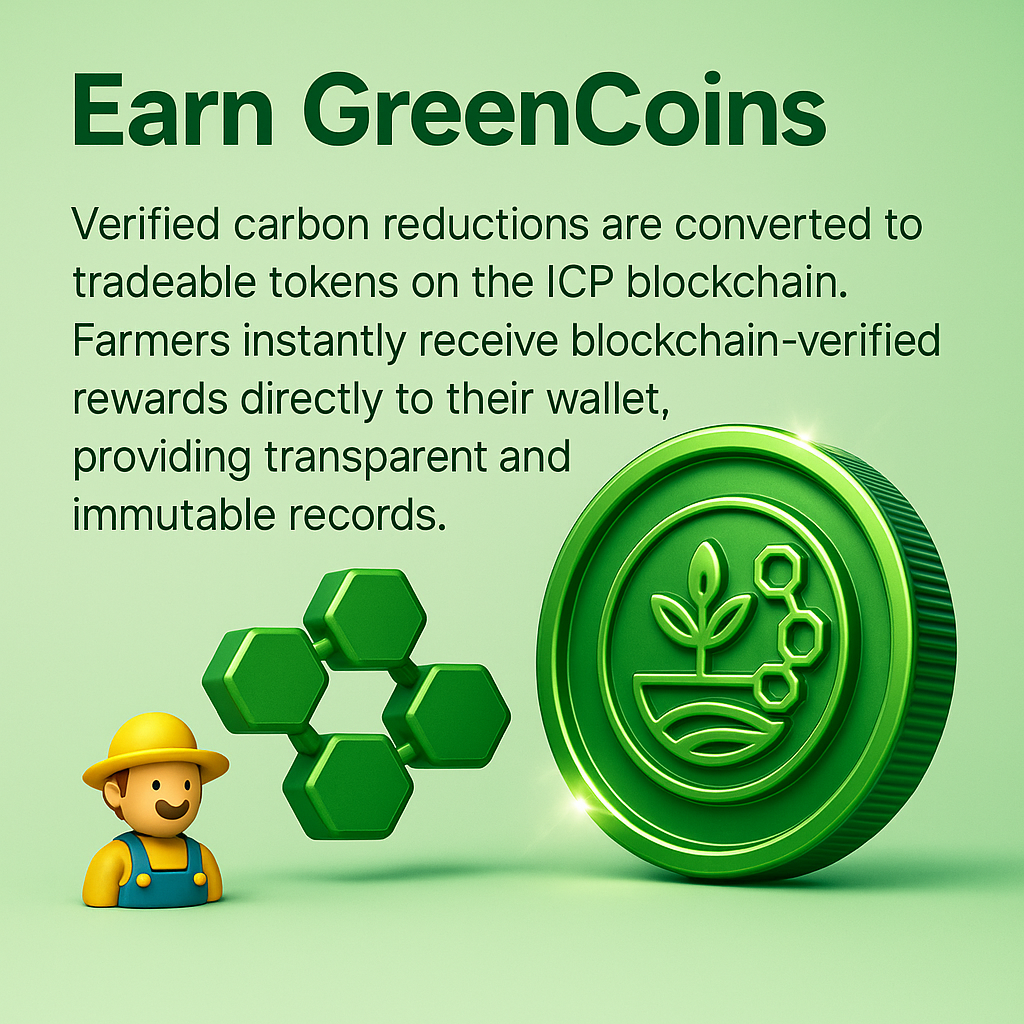 Earn GreenCoins
Verified carbon reductions are converted to
tradeable tokens on the ICP blockchain.
Farmers instantly receive blockchain-verified
rewards directly to their wallet,
providing transparent and
immutable records.